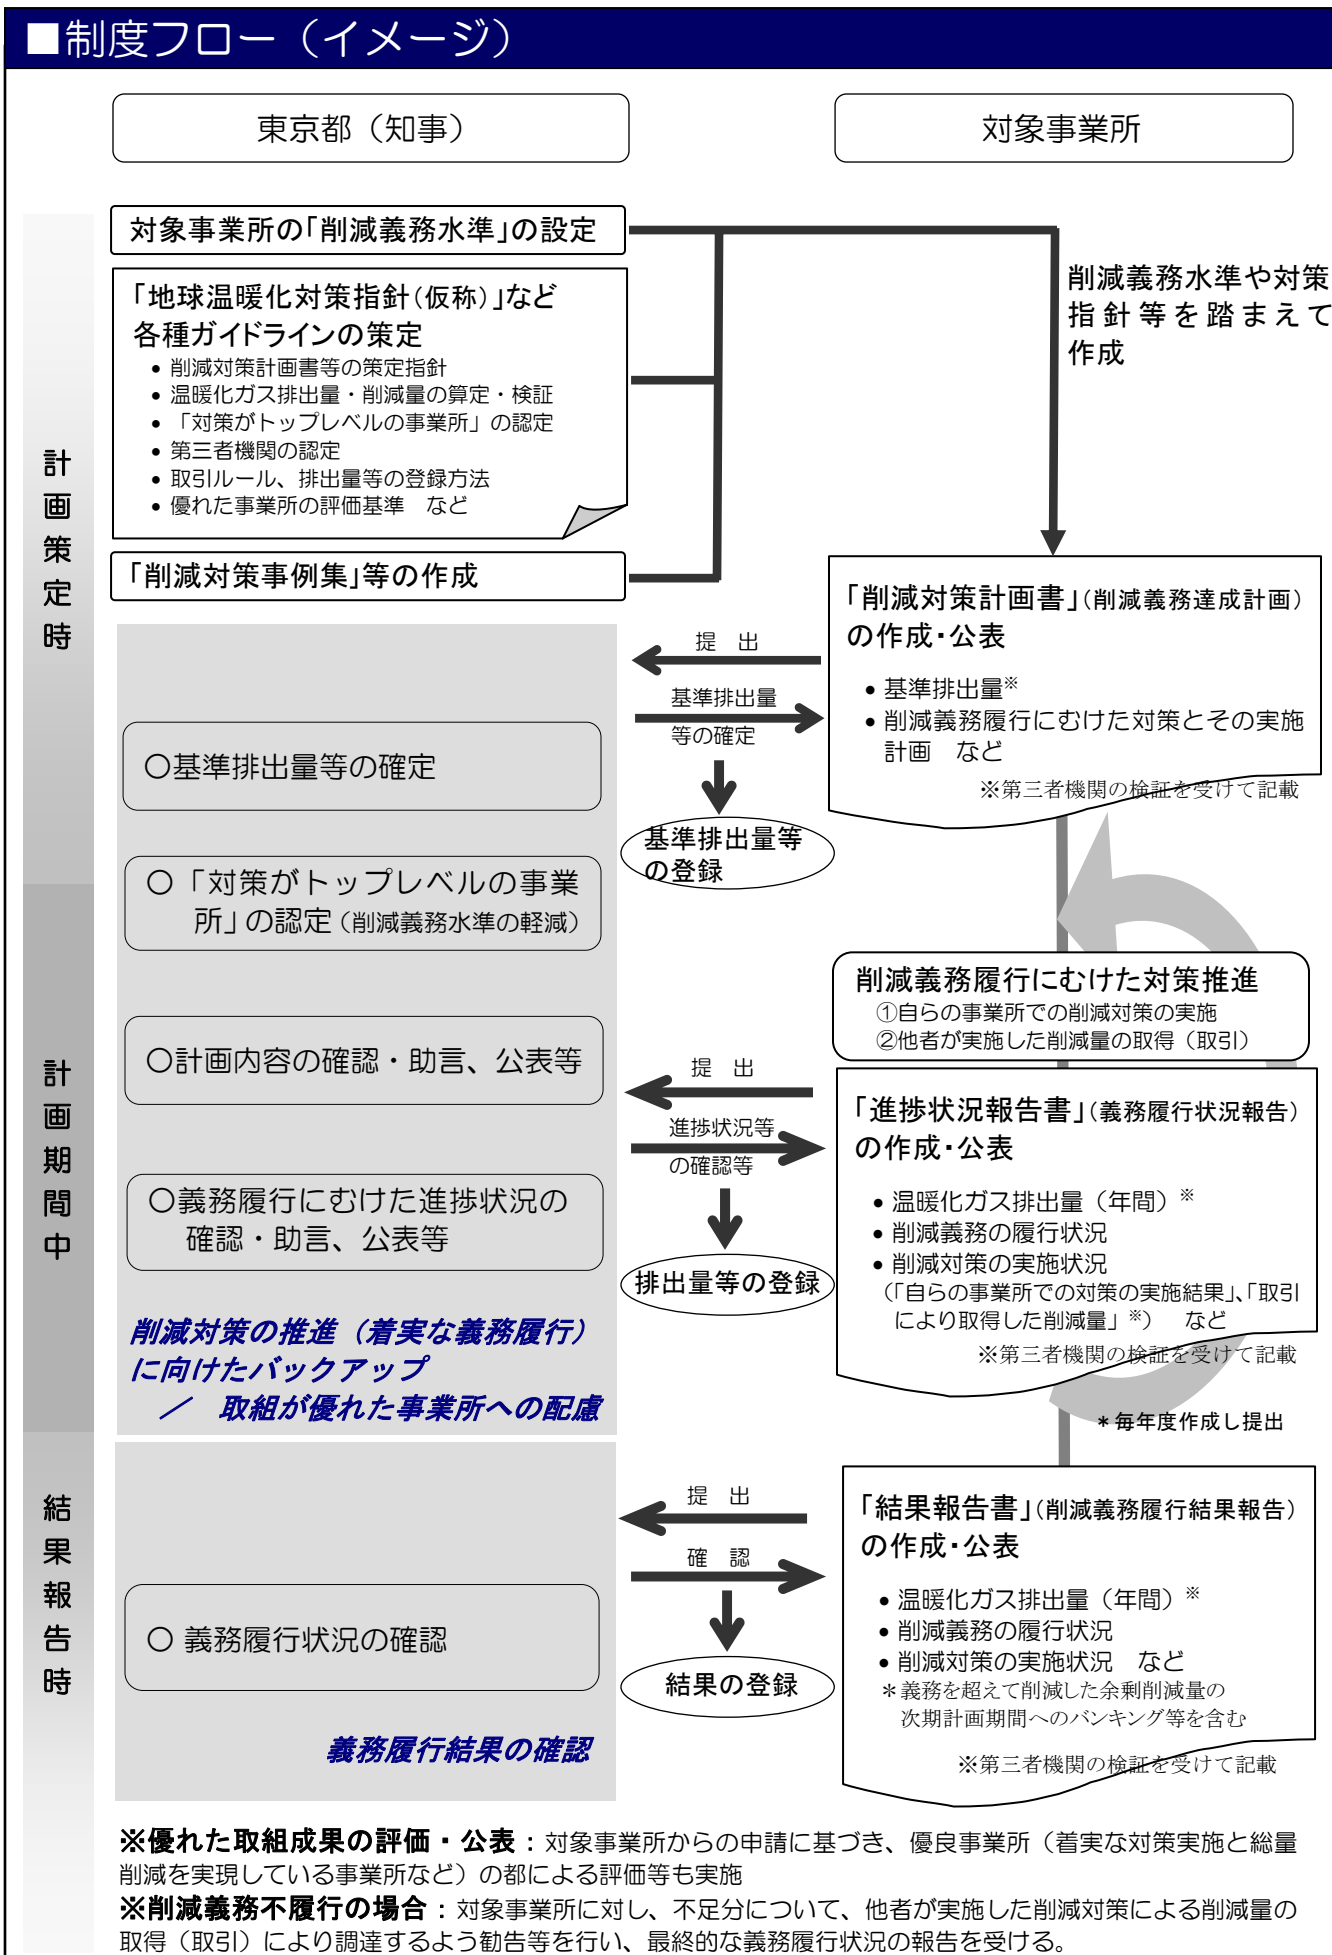 ■制度フロー（イメージ）
東京都（知事）
対象事業所
計画策定時
対象事業所の「削減義務水準」の設定
「地球温暖化対策指針（仮称）」など
各種ガイドラインの策定
• 削減対策計画書等の策定指針
• 温暖化ガス排出量・削減量の算定・検証
• 「対策がトップレベルの事業所」の認定
• 第三者機関の認定
• 取引ルール、排出量等の登録方法
• 優れた事業所の評価基準　など
「削減対策事例集」等の作成
削減義務水準や対策
指針等を踏まえて
作成
「削減対策計画書」（削減義務達成計画）
の作成・公表
• 基準排出量※
• 削減義務履行にむけた対策とその実施
計画　など
※第三者機関の検証を受けて記載
提　出
基準排出量
等の確定
基準排出量等
の登録
〇基準排出量等の確定
〇「対策がトップレベルの事業
所」の認定（削減義務水準の軽減）
計画期間中
〇計画内容の確認・助言、公表等
〇義務履行にむけた進捗状況の
確認・助言、公表等
削減対策の推進（着実な義務履行）
に向けたバックアップ
／　取組が優れた事業所への配慮
削減義務履行にむけた対策推進
①自らの事業所での削減対策の実施
②他者が実施した削減量の取得（取引）
提　出
進捗状況等
の確認等
排出量等の登録
「進捗状況報告書」（義務履行状況報告）
の作成・公表
• 温暖化ガス排出量（年間）※
• 削減義務の履行状況
• 削減対策の実施状況
（「自らの事業所での対策の実施結果」、「取引
により取得した削減量」※）　など
※第三者機関の検証を受けて記載
＊毎年度作成し提出
結果報告時
提　出
確　認
結果の登録
〇 義務履行状況の確認
義務履行結果の確認
「結果報告書」（削減義務履行結果報告）
の作成・公表
• 温暖化ガス排出量（年間）※
• 削減義務の履行状況
• 削減対策の実施状況　など
＊義務を超えて削減した余剰削減量の
次期計画期間へのバンキング等を含む
※第三者機関の検証を受けて記載
※優れた取組成果の評価・公表：対象事業所からの申請に基づき、優良事業所（着実な対策実施と総量
削減を実現している事業所など）の都による評価等も実施
※削減義務不履行の場合：対象事業所に対し、不足分について、他者が実施した削減対策による削減量の
取得（取引）により調達するよう勧告等を行い、最終的な義務履行状況の報告を受ける。